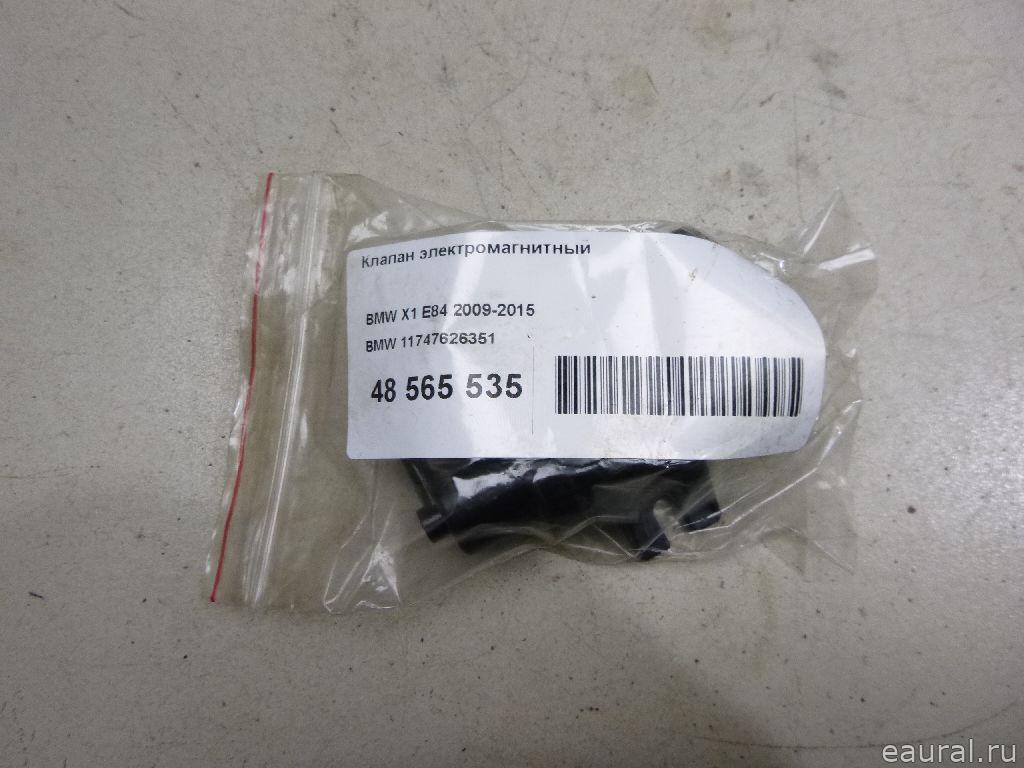 Клапан электромагнитный
BMW X1 E84 2009-2015
BMW 11747626351
48 565 535
eaural.ru